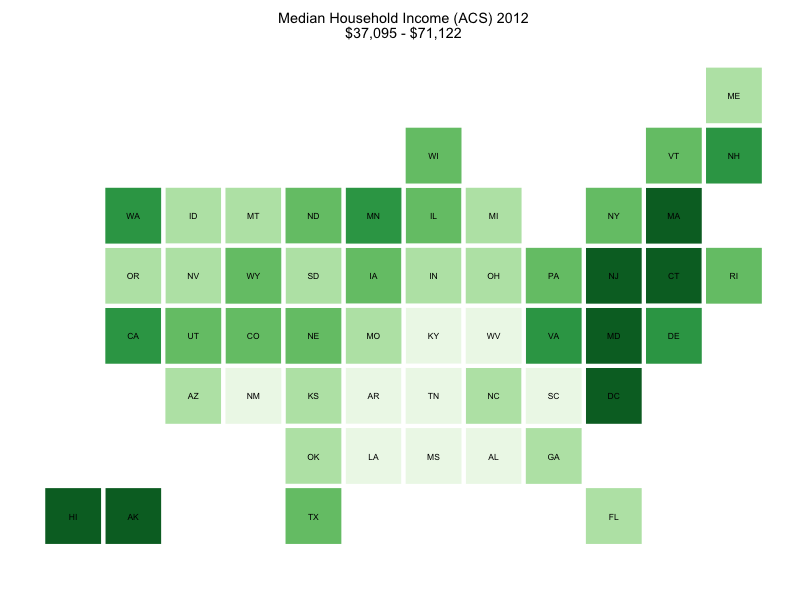 Median Household Income (ACS) 2012
$37,095 - $71,122
ME
WI VT NH
WA ID MT ND MN IL MI NY MA
OR NV WY SD IA IN OH PA NJ CT RI
CA UT CO NE MO KY WV VA MD DE
AZ NM KS AR TN NC SC DC
OK LA MS AL GA
HI AK TX FL